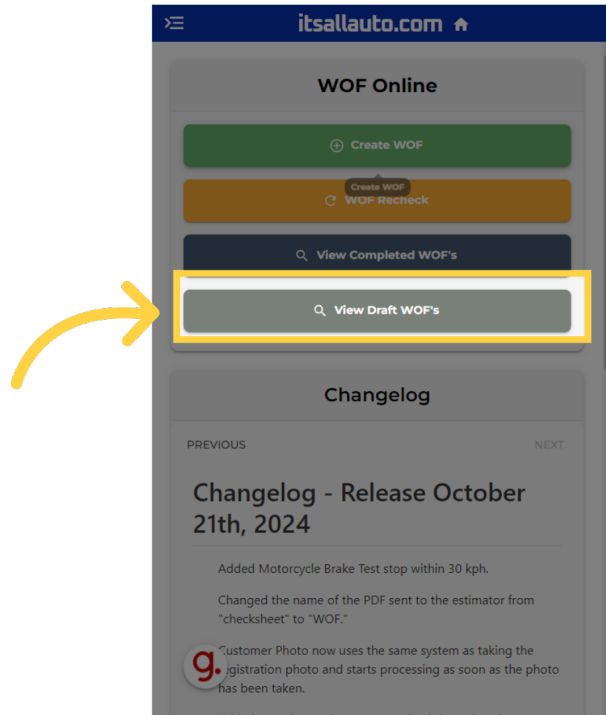 itsallauto.com
WOF Online
Create WOF
Create WOF
WOF Recheck
View Completed WOF's
View Draft WOF's
Changelog
PREVIOUS NEXT
Changelog - Release October
21th, 2024
Added Motorcycle Brake Test stop within 30 kph.
Changed the name of the PDF sent to the estimator from
"checksheet" to "WOF."
Customer Photo now uses the same system as taking the
registration photo and starts processing as soon as the photo
has been taken.
g.